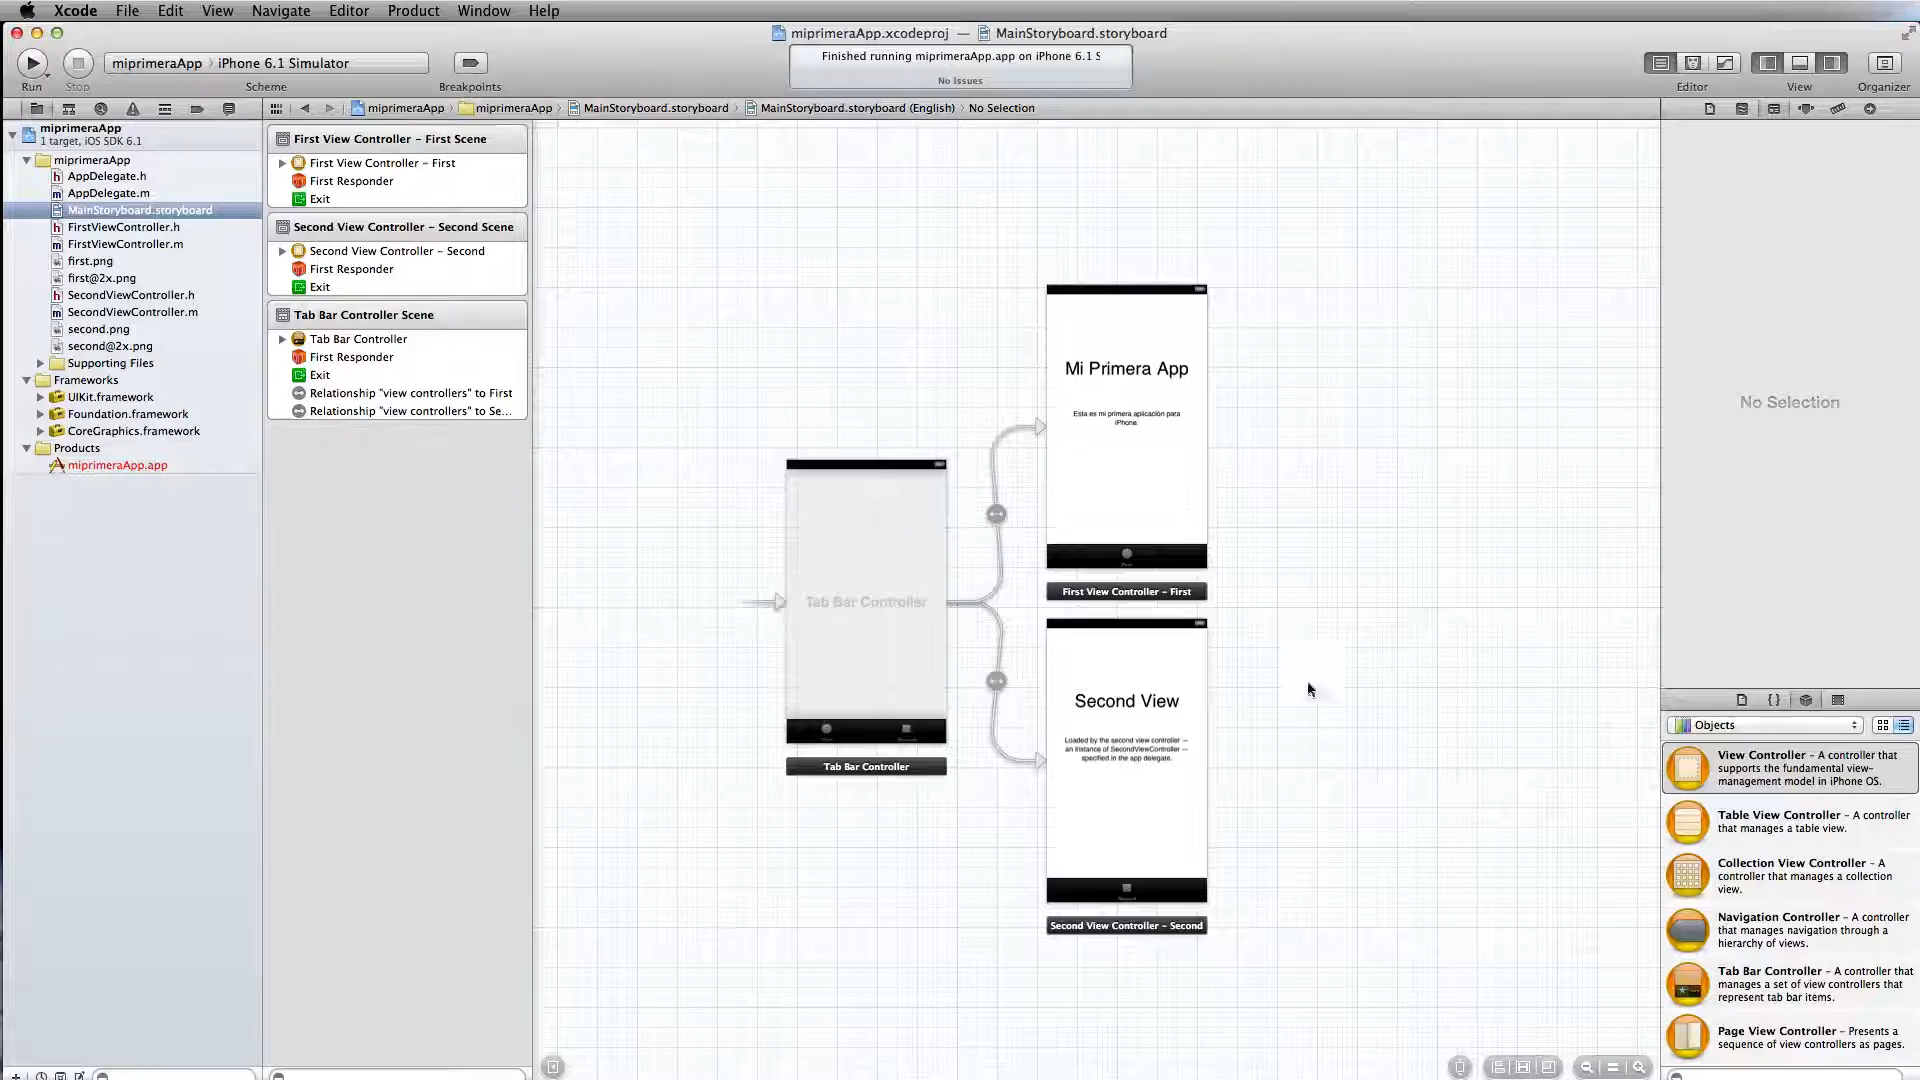 Xcode File Edit View Navigate Editor Product Window Help
miprimeraApp.xcodeproj — MainStoryboard.storyboard
Finished running miprimeraApp.app on iPhone 6.1 S
No Issues
miprimeraApp › iPhone 6.1 Simulator
Run Stop Scheme Breakpoints Editor View Organizer
miprimeraApp miprimeraApp MainStoryboard.storyboard MainStoryboard.storyboard (English) No Selection
miprimeraApp
1 target, iOS SDK 6.1
miprimeraApp
AppDelegate.h
AppDelegate.m
MainStoryboard.storyboard
FirstViewController.h
FirstViewController.m
first.png
first@2x.png
SecondViewController.h
SecondViewController.m
second.png
second@2x.png
Supporting Files
Frameworks
UIKit.framework
Foundation.framework
CoreGraphics.framework
Products
miprimeraApp.app
First View Controller – First Scene
First View Controller – First
First Responder
Exit
Second View Controller – Second Scene
Second View Controller – Second
First Responder
Exit
Tab Bar Controller Scene
Tab Bar Controller
First Responder
Exit
Relationship "view controllers" to First
Relationship "view controllers" to Se...
Tab Bar Controller
Tab Bar Controller
Mi Primera App
Esta es mi primera aplicación para
iPhone.
First View Controller – First
Second View
Loaded by the second view controller —
an instance of SecondViewController —
specified in the app delegate.
Second View Controller – Second
No Selection
Objects
View Controller – A controller that
supports the fundamental view-
management model in iPhone OS.
Table View Controller – A controller
that manages a table view.
Collection View Controller – A
controller that manages a collection
view.
Navigation Controller – A controller
that manages navigation through a
hierarchy of views.
Tab Bar Controller – A controller that
manages a set of view controllers that
represent tab bar items.
Page View Controller – Presents a
sequence of view controllers as pages.